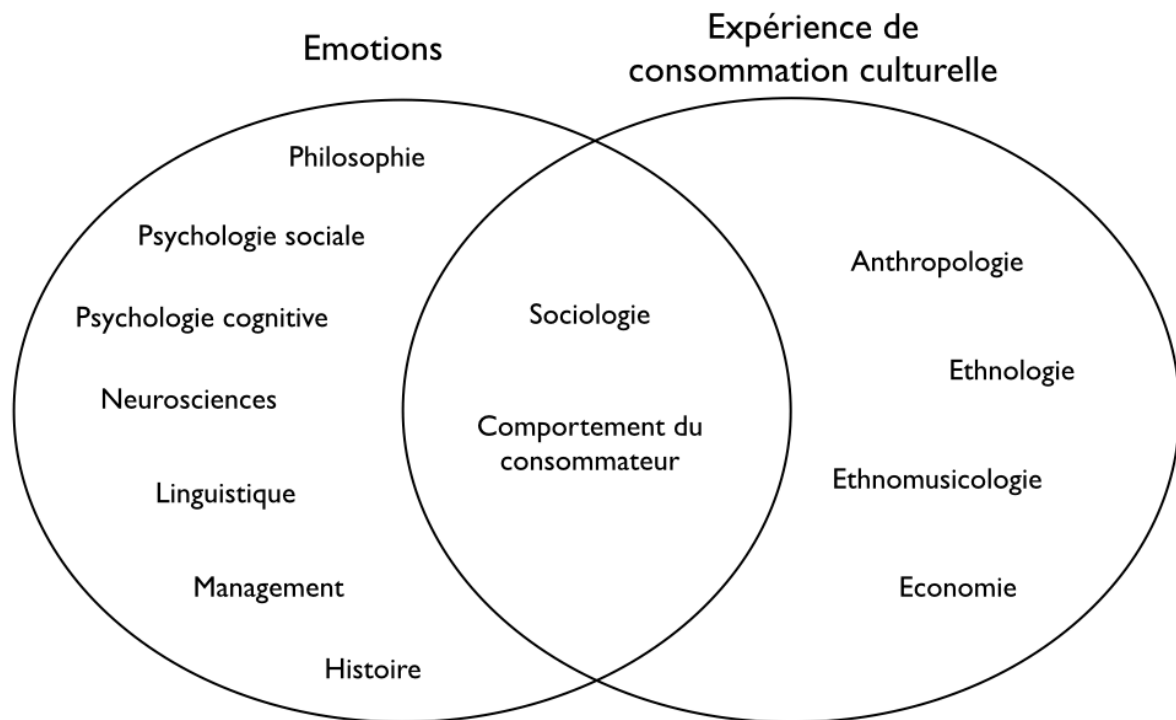 Emotions
Expérience de
consommation culturelle
Philosophie
Psychologie sociale
Psychologie cognitive
Neurosciences
Linguistique
Management
Histoire
Sociologie
Comportement du
consommateur
Anthropologie
Ethnologie
Ethnomusicologie
Economie